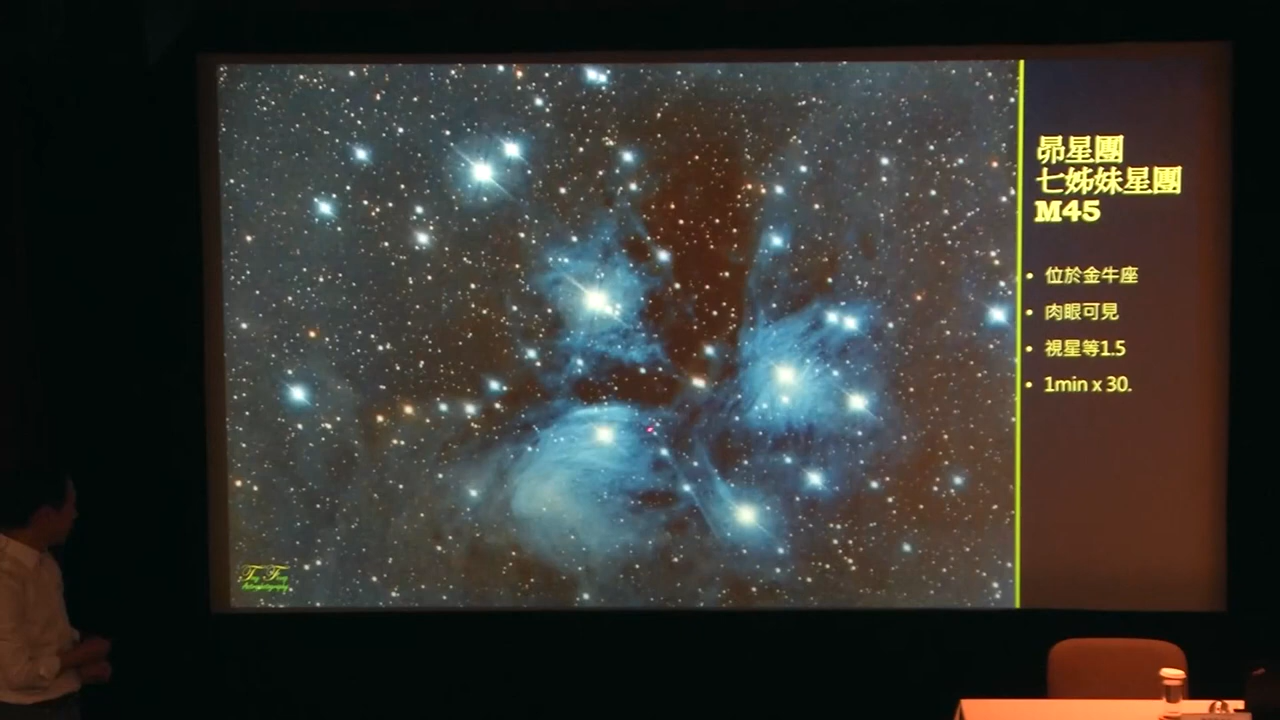 昴星團
七姊妹星團
M45
• 位於金牛座
• 肉眼可見
• 視星等1.5
• 1min x 30.